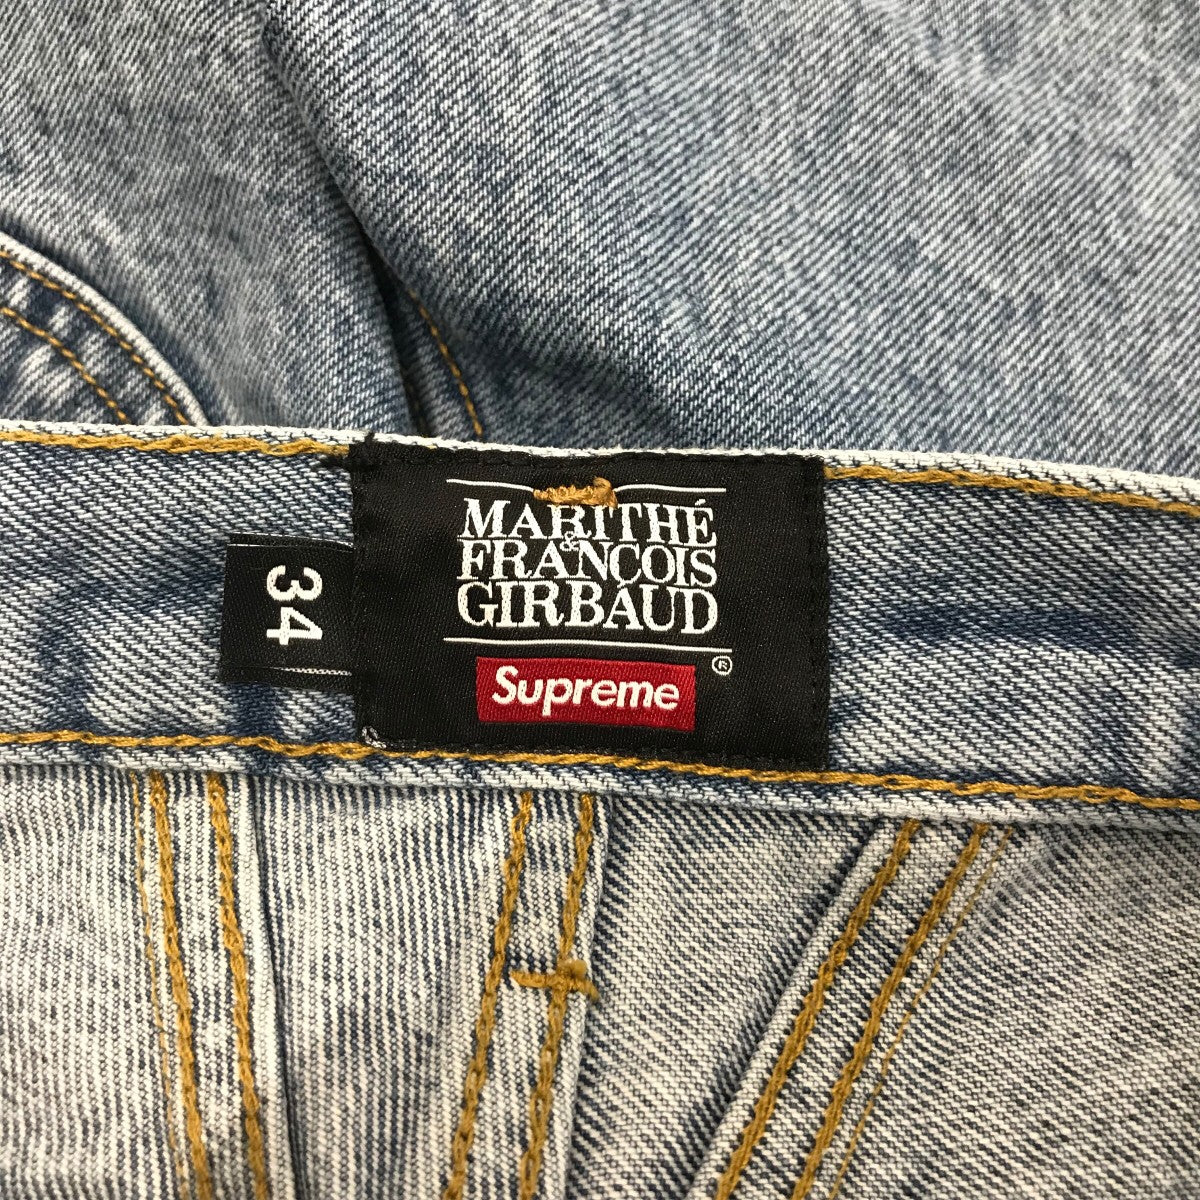 MARITHÉ
&
FRANÇOIS
GIRBAUD
Supreme
®
34